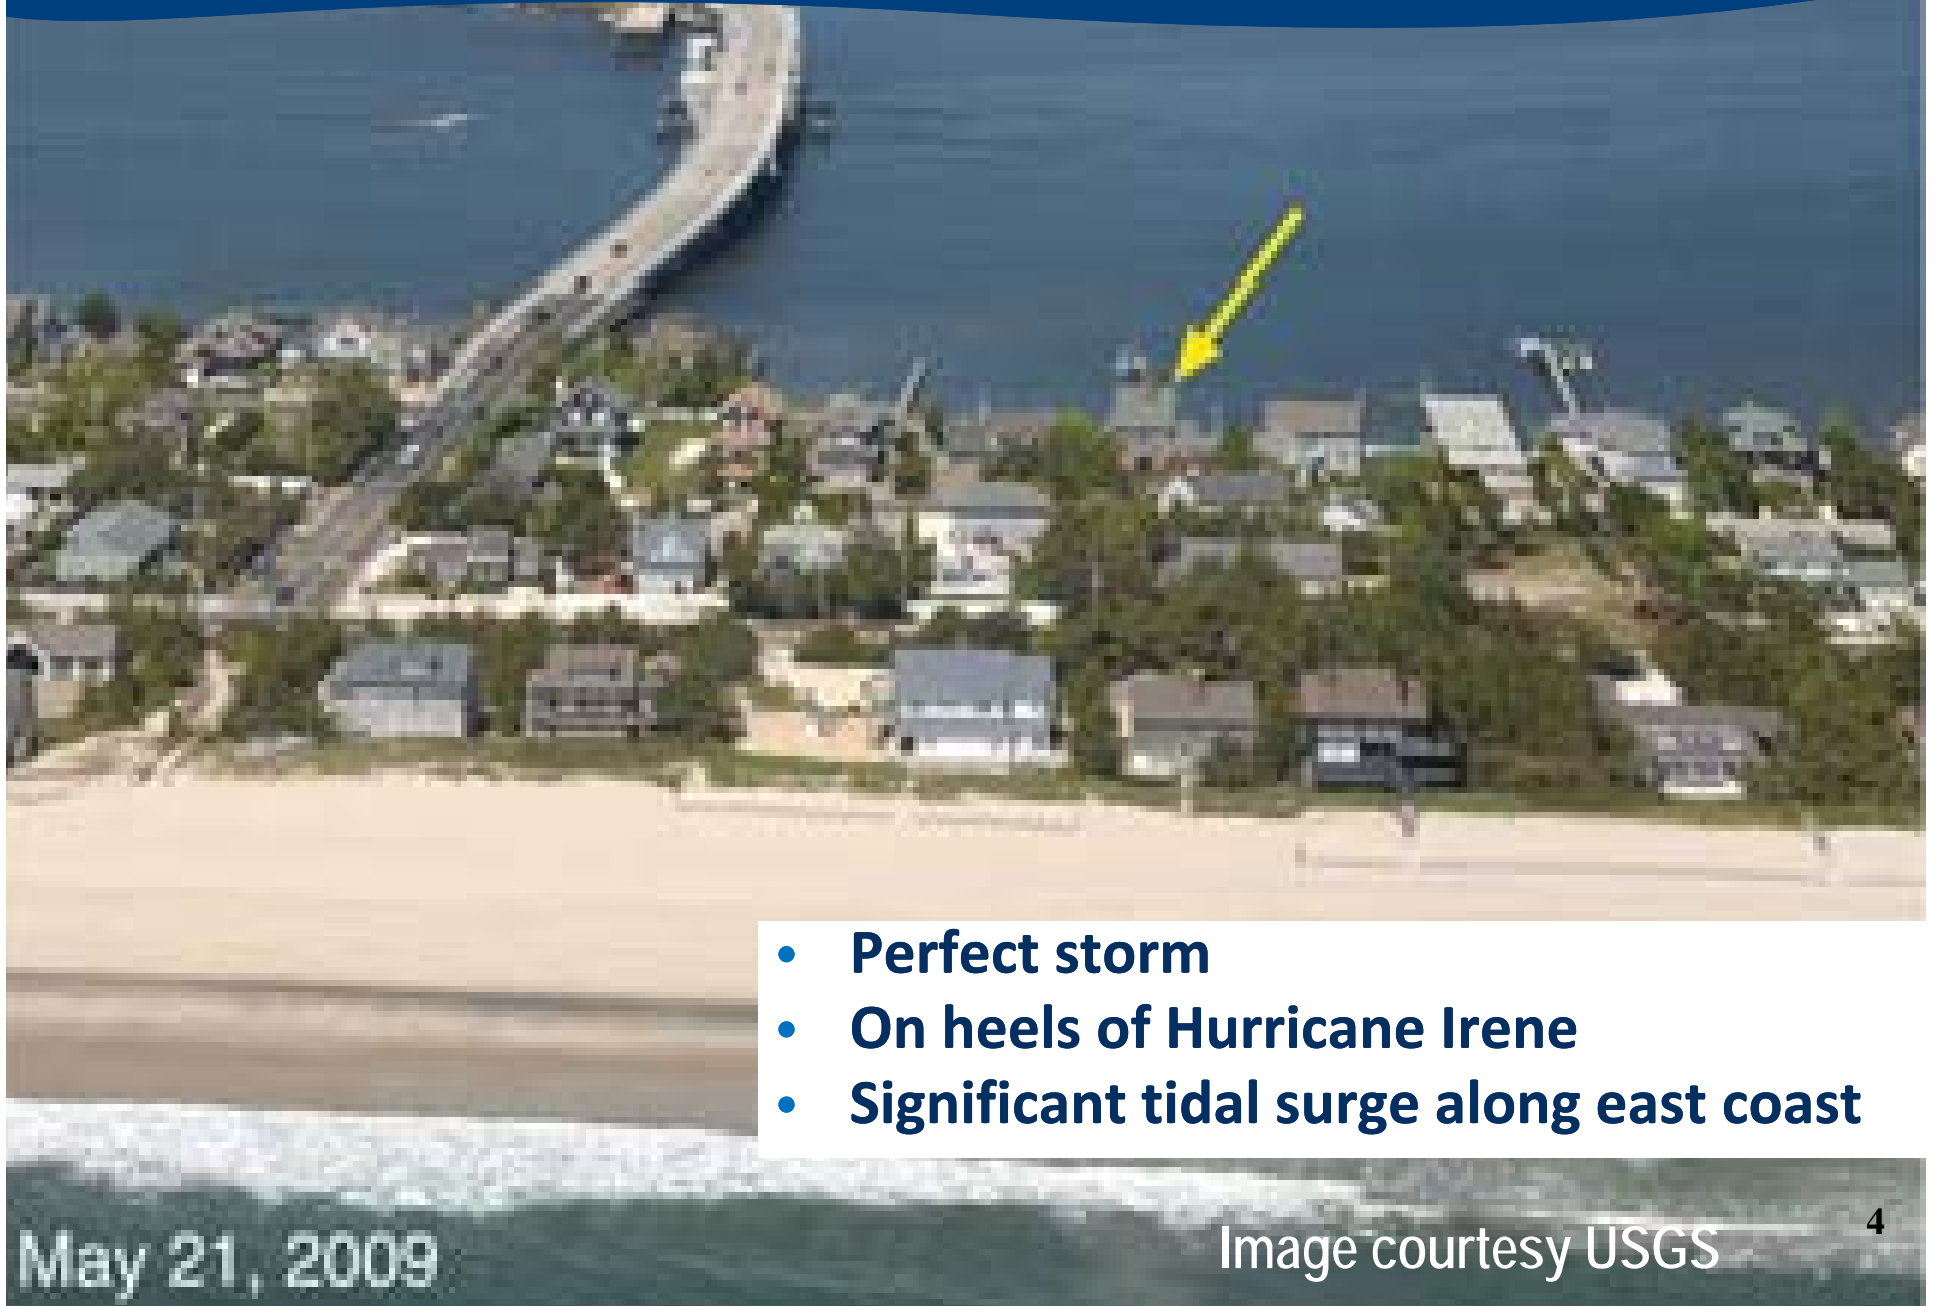 • Perfect storm
• On heels of Hurricane Irene
• Significant tidal surge along east coast
May 21, 2009
Image courtesy USGS
4